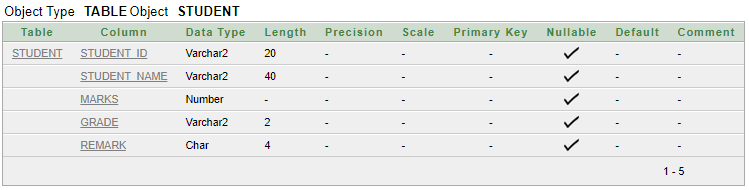 Object Type TABLE Object STUDENT
Table Column Data Type Length Precision Scale Primary Key Nullable Default Comment
STUDENT STUDENT_ID Varchar2 20 - - - ✓ - -
STUDENT_NAME Varchar2 40 - - - ✓ - -
MARKS Number - - - - ✓ - -
GRADE Varchar2 2 - - - ✓ - -
REMARK Char 4 - - - ✓ - -
1 - 5